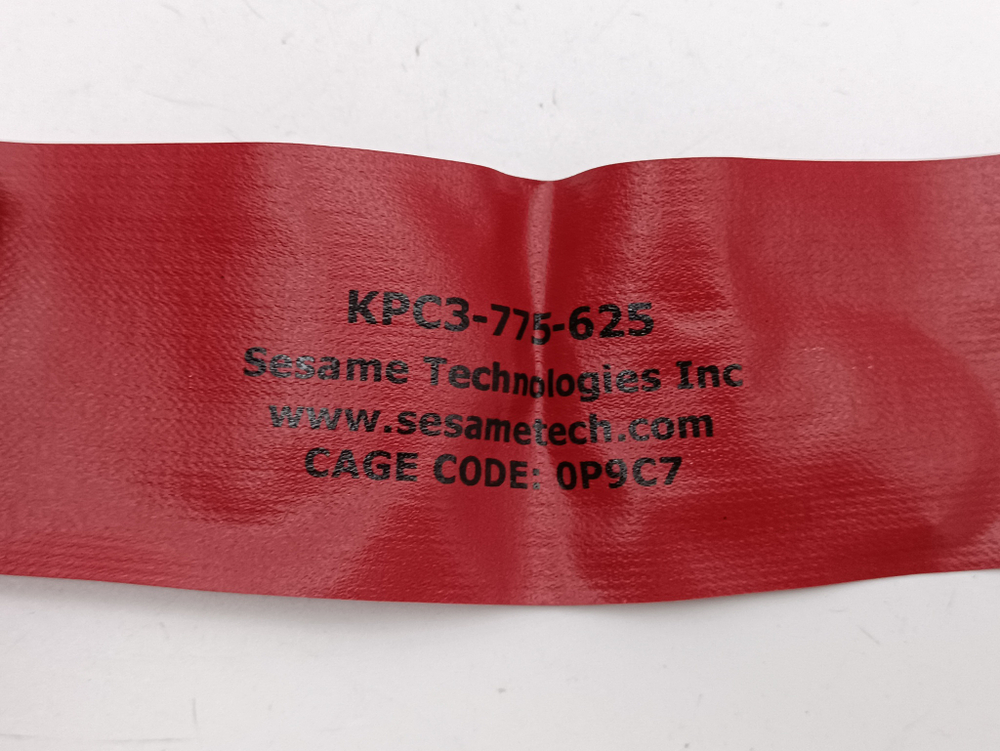 KPC3-775-625
Sesame Technologies Inc
www.sesametech.com
CAGE CODE: 0P9C7